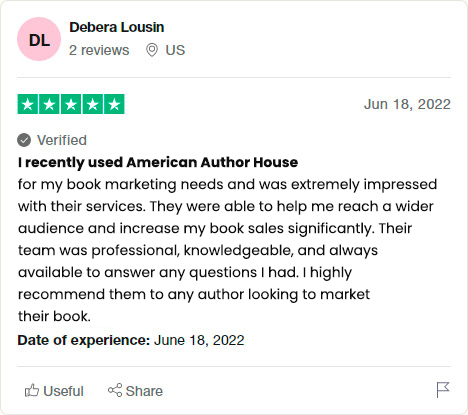 DL
Debera Lousin
2 reviews US
Jun 18, 2022
Verified
I recently used American Author House
for my book marketing needs and was extremely impressed
with their services. They were able to help me reach a wider
audience and increase my book sales significantly. Their
team was professional, knowledgeable, and always
available to answer any questions I had. I highly
recommend them to any author looking to market
their book.
Date of experience: June 18, 2022
Useful Share